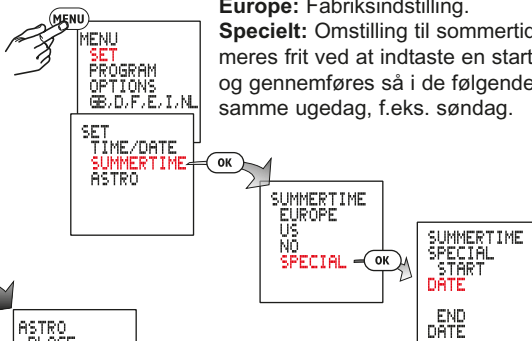 Europe: Fabriksindstilling.
Specielt: Omstilling til sommertid
meres frit ved at indtaste en start
og gennemføres så i de følgende
samme ugedag, f.eks. søndag.
MENU
MENU
SET
PROGRAM
OPTIONS
GB,D,F,E,I,NL
SET
TIME/DATE
SUMMERTIME
ASTRO
OK
SUMMERTIME
EUROPE
US
NO
SPECIAL
OK
SUMMERTIME
SPECIAL
START
DATE
END
DATE
ASTRO
PLACE